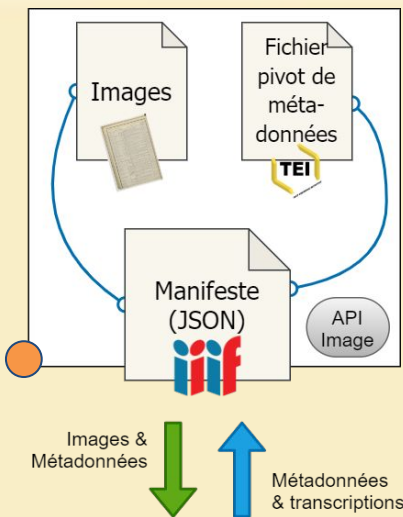 Images
Fichier
pivot de
méta-
données
TEI
Manifeste
(JSON)
iiif
API
Image
Images &
Métadonnées
Métadonnées
& transcriptions